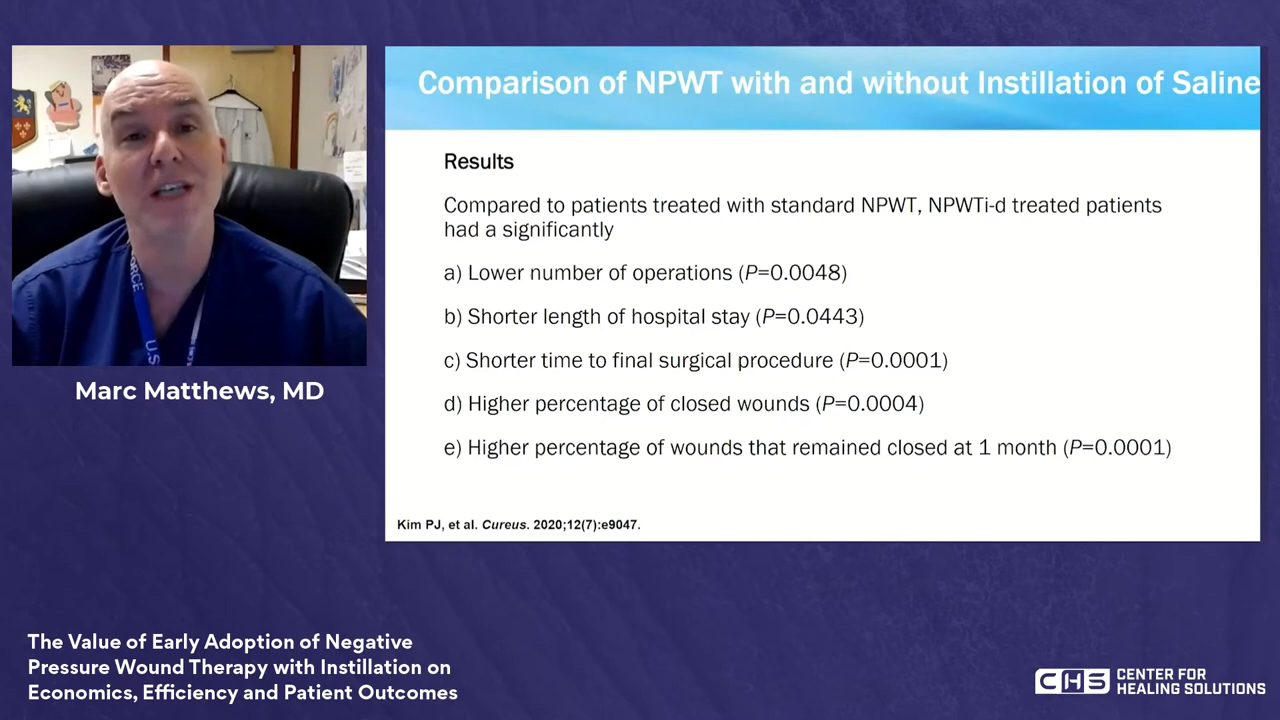 Comparison of NPWT with and without Instillation of Saline
Results
Compared to patients treated with standard NPWT, NPWTi-d treated patients
had a significantly
a) Lower number of operations (P=0.0048)
b) Shorter length of hospital stay (P=0.0443)
c) Shorter time to final surgical procedure (P=0.0001)
d) Higher percentage of closed wounds (P=0.0004)
e) Higher percentage of wounds that remained closed at 1 month (P=0.0001)
Kim PJ, et al. Cureus. 2020;12(7):e9047.
ORCE
U.S
Marc Matthews, MD
The Value of Early Adoption of Negative
Pressure Wound Therapy with Instillation on
Economics, Efficiency and Patient Outcomes
CHS
CENTER FOR
HEALING SOLUTIONS